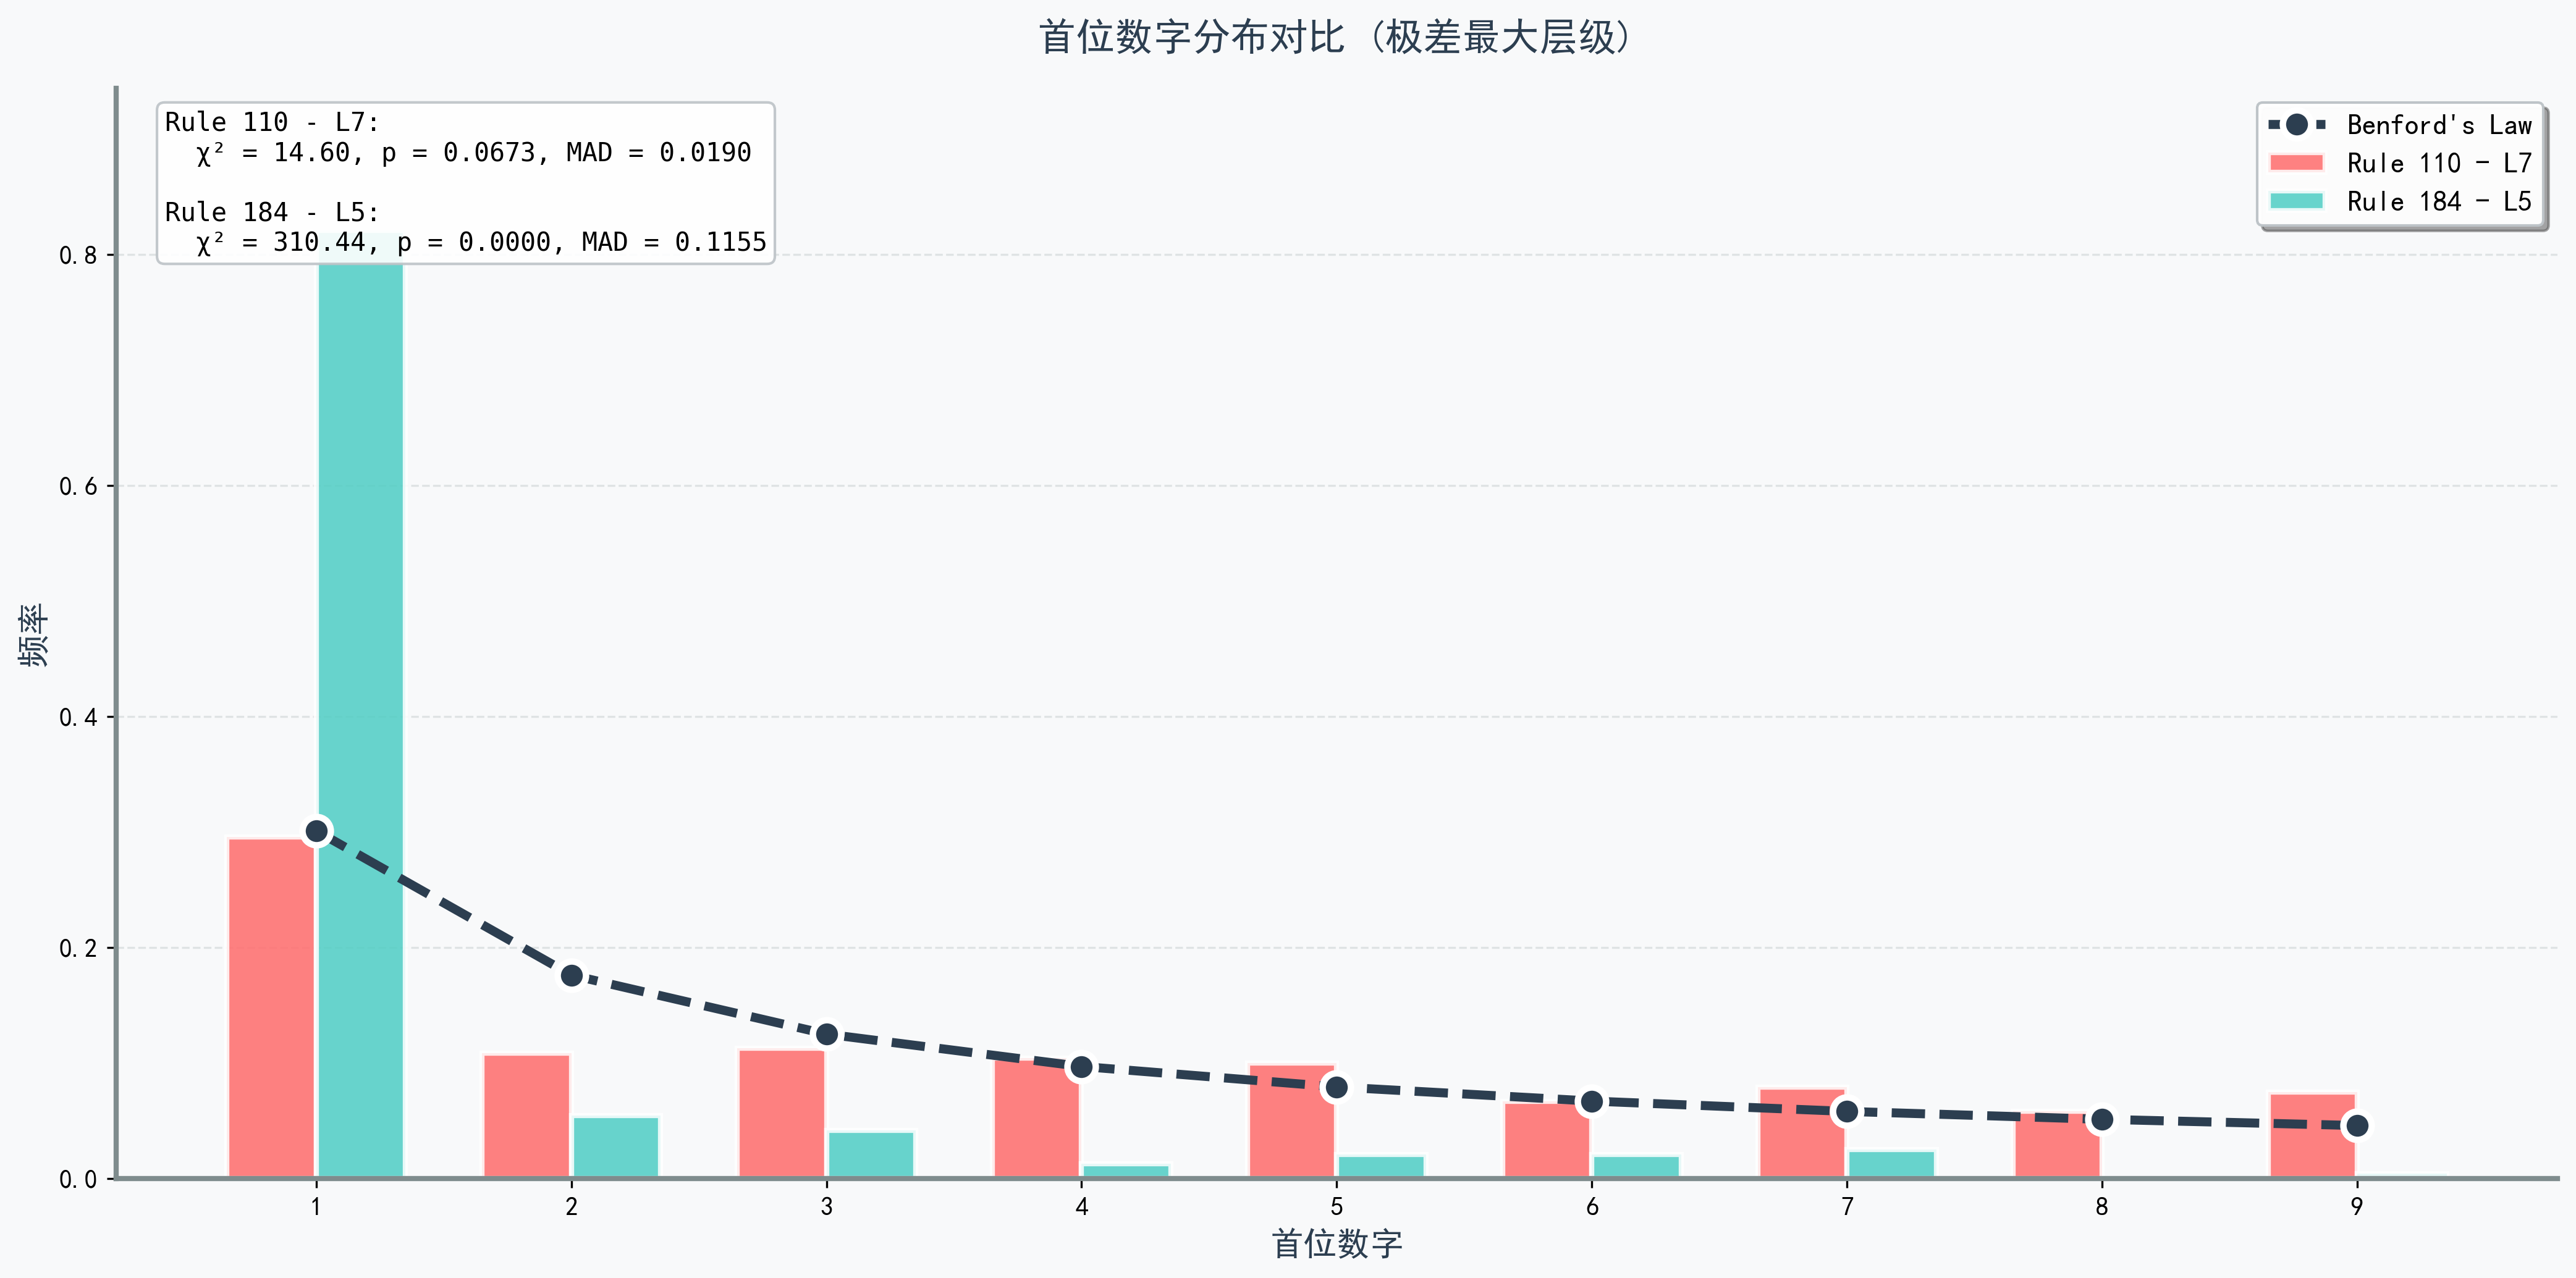 首位数字分布对比 (极差最大层级)
Rule 110 - L7:
χ² = 14.60, p = 0.0673, MAD = 0.0190
Rule 184 - L5:
χ² = 310.44, p = 0.0000, MAD = 0.1155
Benford's Law
Rule 110 - L7
Rule 184 - L5
频率
0.8
0.6
0.4
0.2
0.0
1 2 3 4 5 6 7 8 9
首位数字